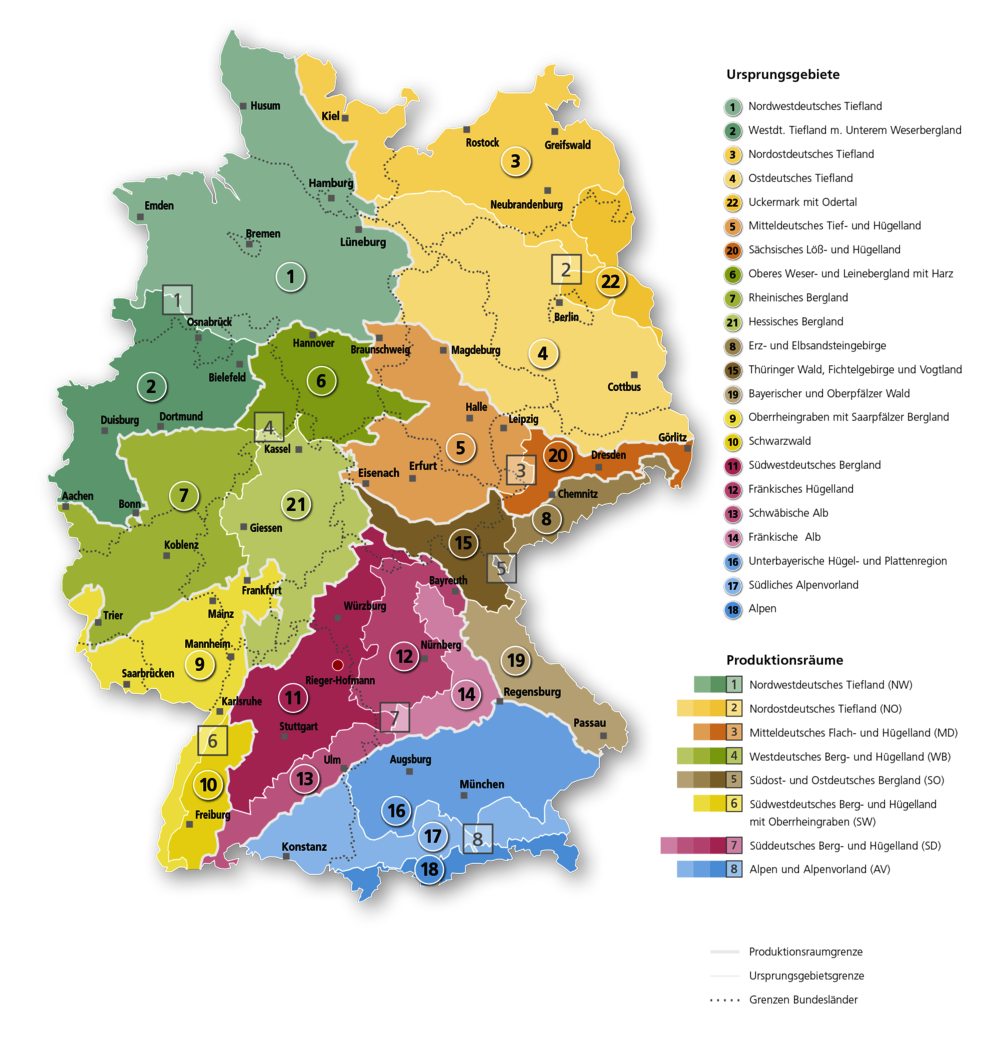 Husum
Kiel
Rostock
Greifswald
3
Hamburg
Neubrandenburg
Emden
Bremen
Lüneburg
1
2
22
1
Osnabrück
Berlin
Hannover
Braunschweig
Magdeburg
4
Bielefeld
2
6
Cottbus
Duisburg
Dortmund
Halle
Leipzig
4
Kassel
5
Görlitz
20
Dresden
3
Eisenach
Erfurt
Aachen
Bonn
7
21
Chemnitz
8
Giessen
Koblenz
15
5
Frankfurt
Bayreuth
Trier
Mainz
Würzburg
Mannheim
9
Nürnberg
12
19
Saarbrücken
Rieger-Hofmann
11
14
Regensburg
Karlsruhe
7
Stuttgart
Passau
6
Ulm
Augsburg
13
10
München
Freiburg
16
17
8
Konstanz
18
Ursprungsgebiete
1 Nordwestdeutsches Tiefland
2 Westdt. Tiefland m. Unterem Weserbergland
3 Nordostdeutsches Tiefland
4 Ostdeutsches Tiefland
22 Uckermark mit Odertal
5 Mitteldeutsches Tief- und Hügelland
20 Sächsisches Löß- und Hügelland
6 Oberes Weser- und Leinebergland mit Harz
7 Rheinisches Bergland
21 Hessisches Bergland
8 Erz- und Elbsandsteingebirge
15 Thüringer Wald, Fichtelgebirge und Vogtland
19 Bayerischer und Oberpfälzer Wald
9 Oberrheingraben mit Saarpfälzer Bergland
10 Schwarzwald
11 Südwestdeutsches Bergland
12 Fränkisches Hügelland
13 Schwäbische Alb
14 Fränkische Alb
16 Unterbayerische Hügel- und Plattenregion
17 Südliches Alpenvorland
18 Alpen
Produktionsräume
1 Nordwestdeutsches Tiefland (NW)
2 Nordostdeutsches Tiefland (NO)
3 Mitteldeutsches Flach- und Hügelland (MD)
4 Westdeutsches Berg- und Hügelland (WB)
5 Südost- und Ostdeutsches Bergland (SO)
6 Südwestdeutsches Berg- und Hügelland
mit Oberrheingraben (SW)
7 Süddeutsches Berg- und Hügelland (SD)
8 Alpen und Alpenvorland (AV)
Produktionsraumgrenze
Ursprungsgebietsgrenze
Grenzen Bundesländer